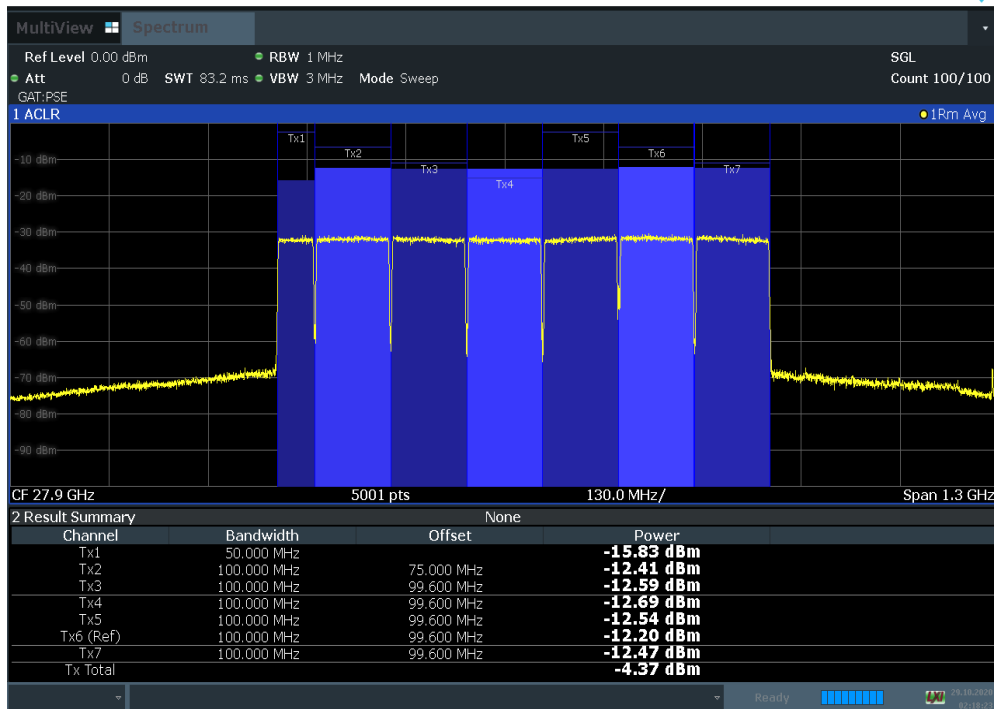 MultiView Spectrum
Ref Level 0.00 dBm RBW 1 MHz SGL
Att 0 dB SWT 83.2 ms VBW 3 MHz Mode Sweep Count 100/100
GAT:PSE
1 ACLR 1Rm Avg
Tx1 Tx5
Tx2 Tx6
Tx3 Tx7
Tx4
-10 dBm
-20 dBm
-30 dBm
-40 dBm
-50 dBm
-60 dBm
-70 dBm
-80 dBm
-90 dBm
CF 27.9 GHz 5001 pts 130.0 MHz/ Span 1.3 GHz
2 Result Summary None
Channel Bandwidth Offset Power
Tx1 50.000 MHz -15.83 dBm
Tx2 100.000 MHz 75.000 MHz -12.41 dBm
Tx3 100.000 MHz 99.600 MHz -12.59 dBm
Tx4 100.000 MHz 99.600 MHz -12.69 dBm
Tx5 100.000 MHz 99.600 MHz -12.54 dBm
Tx6 (Ref) 100.000 MHz 99.600 MHz -12.20 dBm
Tx7 100.000 MHz 99.600 MHz -12.47 dBm
Tx Total -4.37 dBm
Ready 29.10.2020
02:18:23